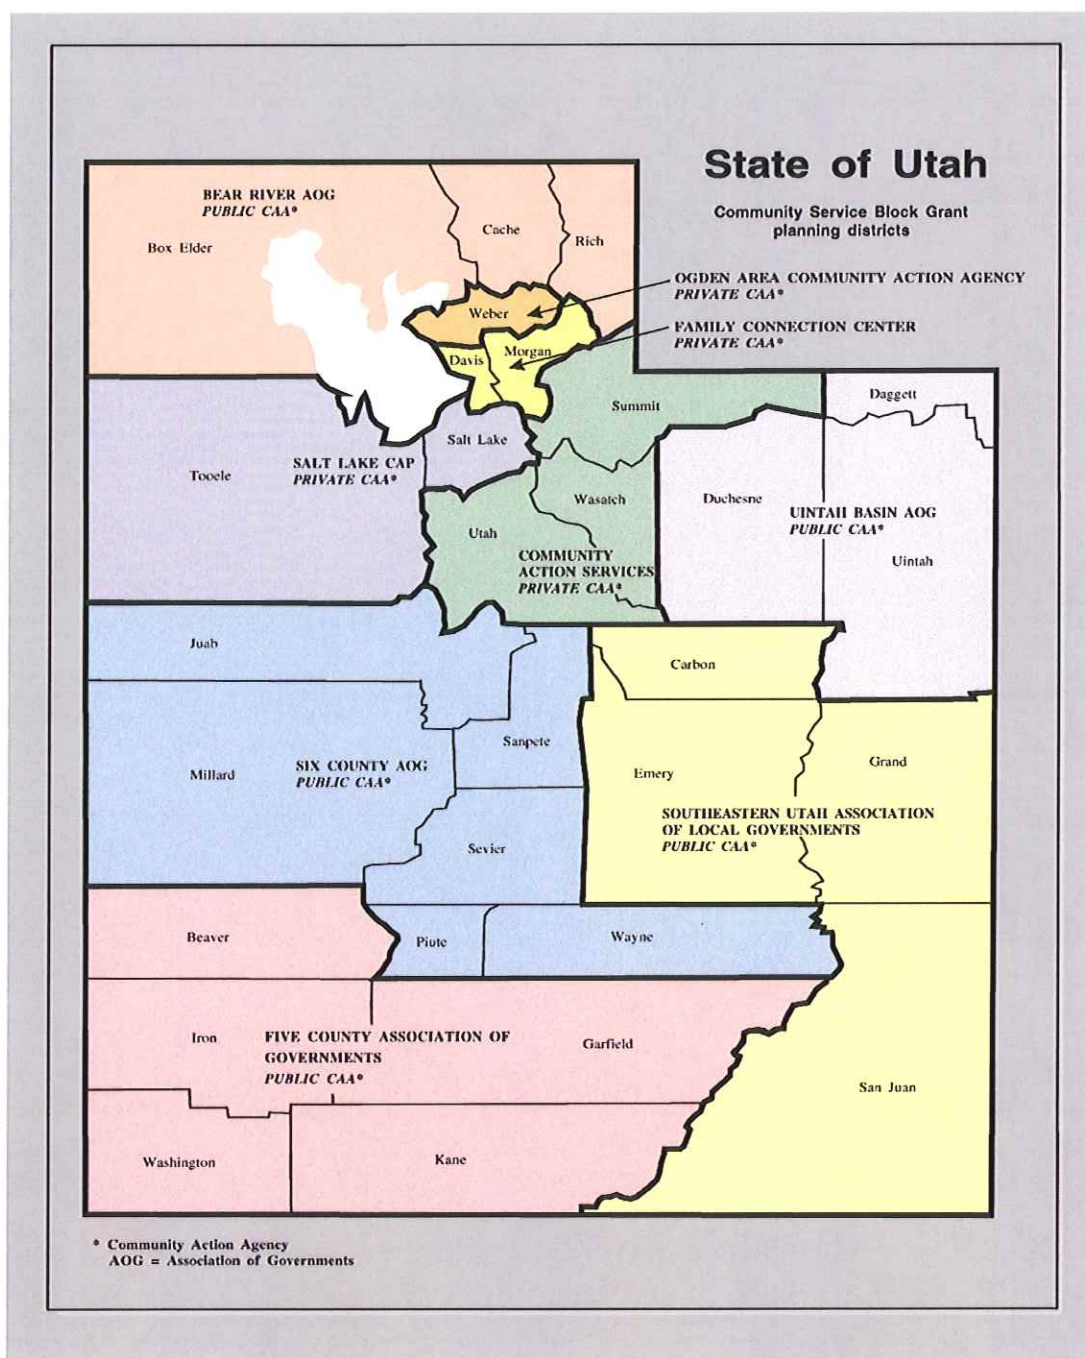 State of Utah
Community Service Block Grant
planning districts
BEAR RIVER AOG
PUBLIC CAA*
Box Elder
Cache
Rich
OGDEN AREA COMMUNITY ACTION AGENCY
PRIVATE CAA*
Weber
FAMILY CONNECTION CENTER
PRIVATE CAA*
Davis
Morgan
Summit
Daggett
Salt Lake
SALT LAKE CAP
PRIVATE CAA*
Tooele
Wasatch
Duchesne
UINTAH BASIN AOG
PUBLIC CAA*
Utah
COMMUNITY
ACTION SERVICES
PRIVATE CAA*
Uintah
Juab
Carbon
Sanpete
Millard
SIX COUNTY AOG
PUBLIC CAA*
Emery
Grand
SOUTHEASTERN UTAH ASSOCIATION
OF LOCAL GOVERNMENTS
PUBLIC CAA*
Sevier
Beaver
Piute
Wayne
Iron
FIVE COUNTY ASSOCIATION OF
GOVERNMENTS
PUBLIC CAA*
Garfield
San Juan
Washington
Kane
* Community Action Agency
AOG = Association of Governments